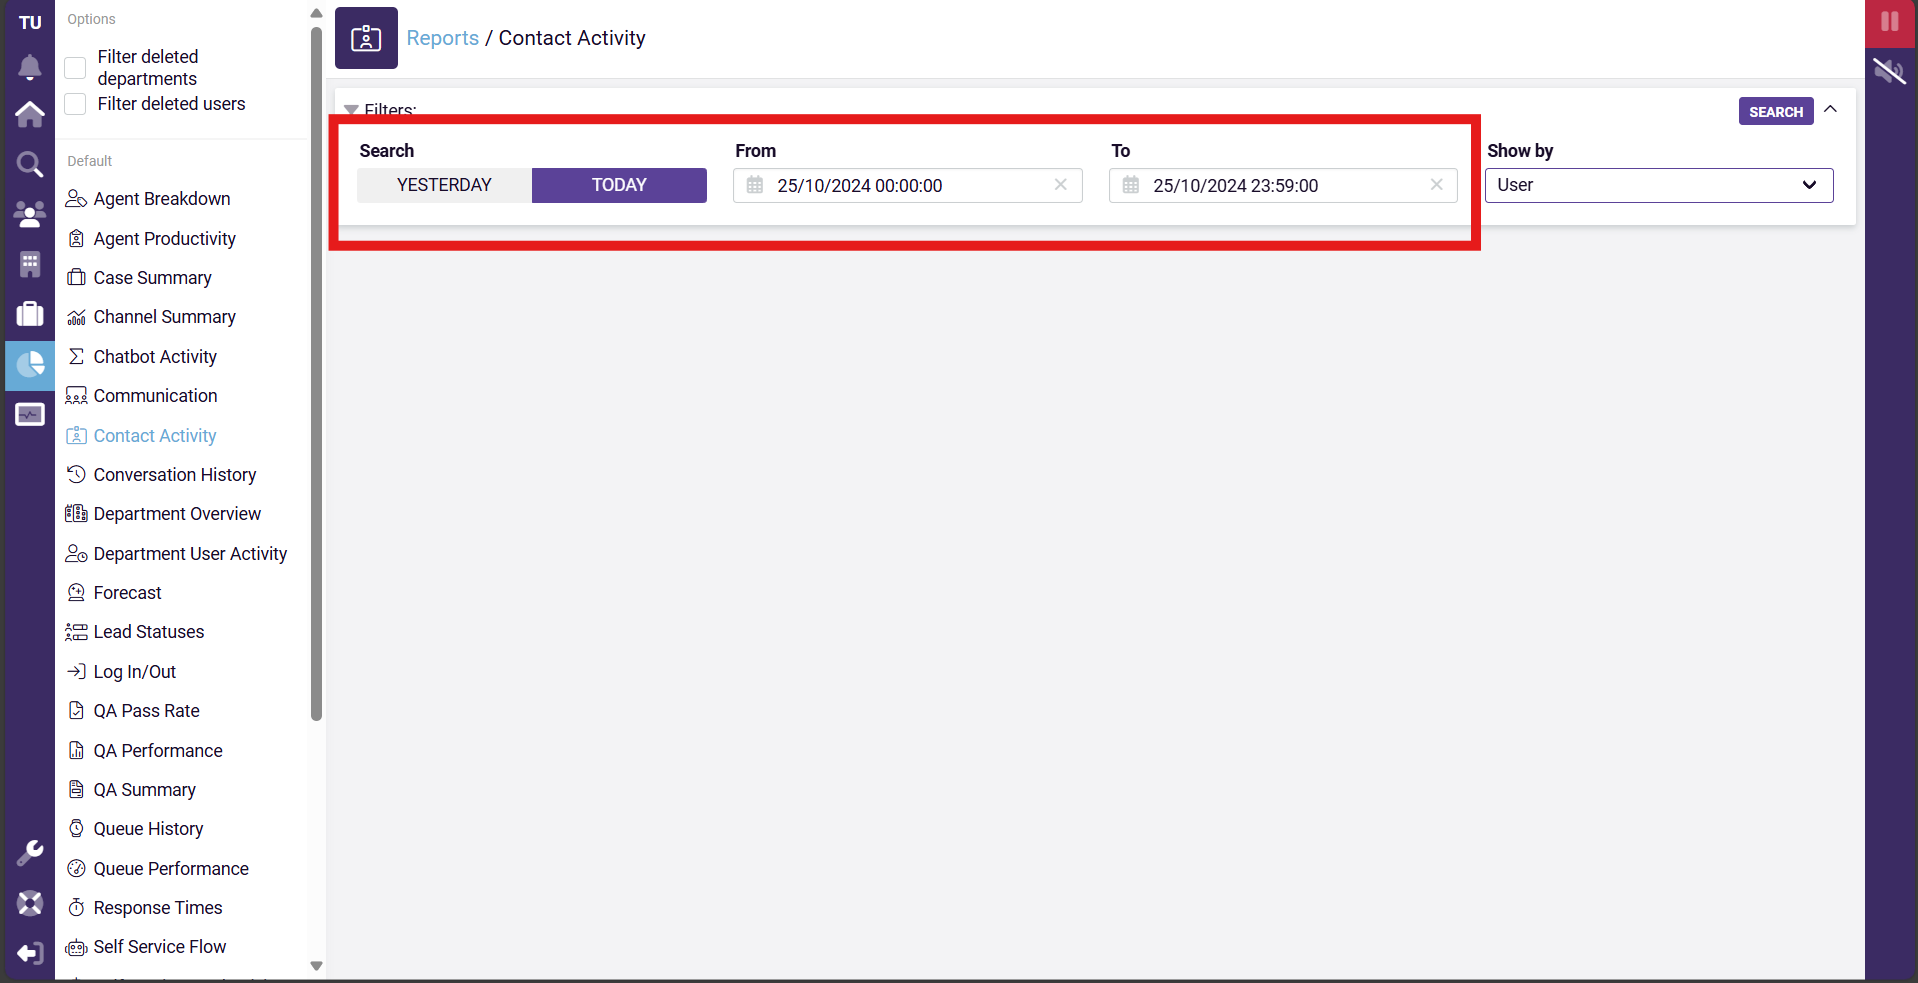 TU
Options
Filter deleted
departments
Filter deleted users
Default
Agent Breakdown
Agent Productivity
Case Summary
Channel Summary
Chatbot Activity
Communication
Contact Activity
Conversation History
Department Overview
Department User Activity
Forecast
Lead Statuses
Log In/Out
QA Pass Rate
QA Performance
QA Summary
Queue History
Queue Performance
Response Times
Self Service Flow
Reports / Contact Activity
Filters:
SEARCH
Search
From
To
Show by
YESTERDAY
TODAY
25/10/2024 00:00:00
25/10/2024 23:59:00
User